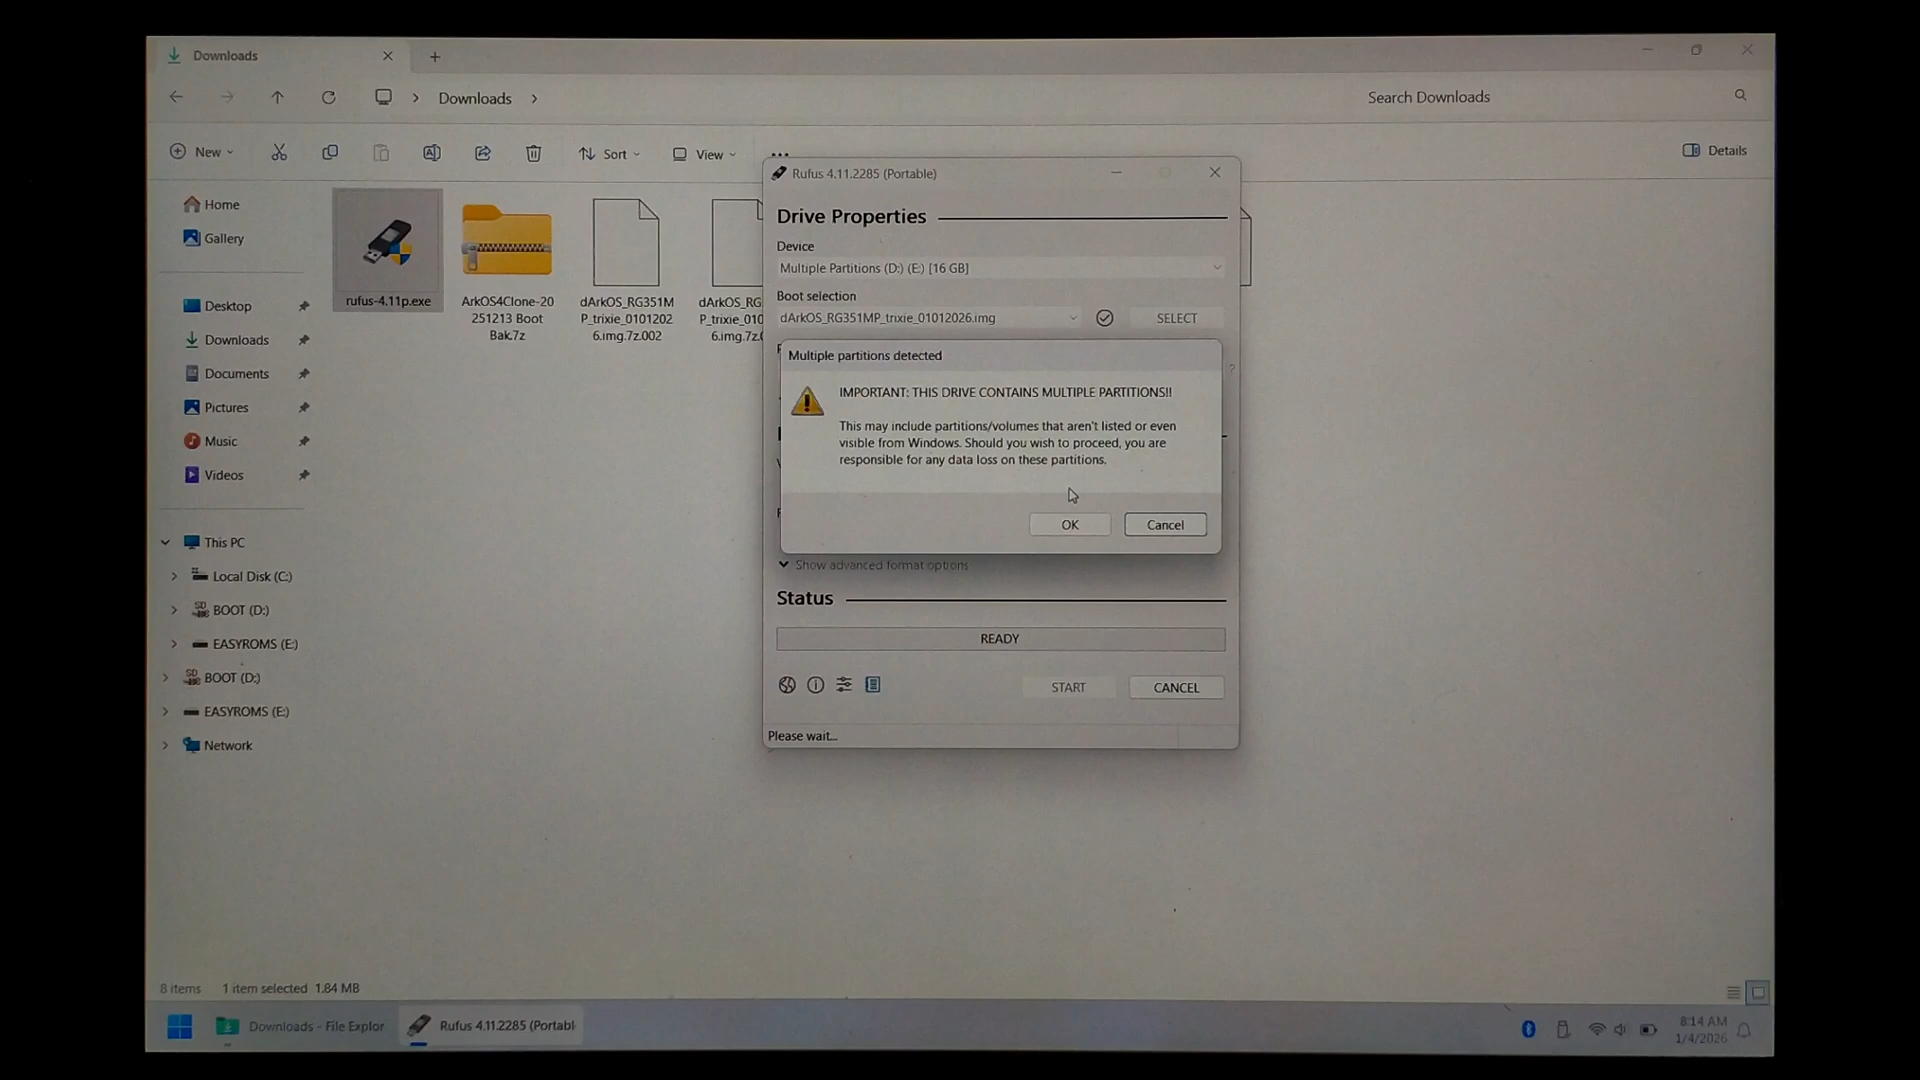 Downloads
Downloads
Search Downloads
New
Sort
View
Details
Home
Gallery
Desktop
Downloads
Documents
Pictures
Music
Videos
This PC
Local Disk (C:)
BOOT (D:)
EASYROMS (E:)
BOOT (D:)
EASYROMS (E:)
Network
rufus-4.11p.exe
ArkOS4Clone-20
251213 Boot
Bak.7z
dArkOS_RG351M
P_trixie_0101202
6.img.7z.002
dArkOS_RG
P_trixie_010
6.img.7z.
Rufus 4.11.2285 (Portable)
Drive Properties
Device
Multiple Partitions (D:) (E:) [16 GB]
Boot selection
dArkOS_RG351MP_trixie_01012026.img
SELECT
?
Multiple partitions detected
IMPORTANT: THIS DRIVE CONTAINS MULTIPLE PARTITIONS!!
This may include partitions/volumes that aren't listed or even
visible from Windows. Should you wish to proceed, you are
responsible for any data loss on these partitions.
OK
Cancel
Show advanced format options
Status
READY
START
CANCEL
Please wait...
8 items
1 item selected 1.84 MB
Downloads - File Explor
Rufus 4.11.2285 (Portabl
8:14 AM
1/4/2026